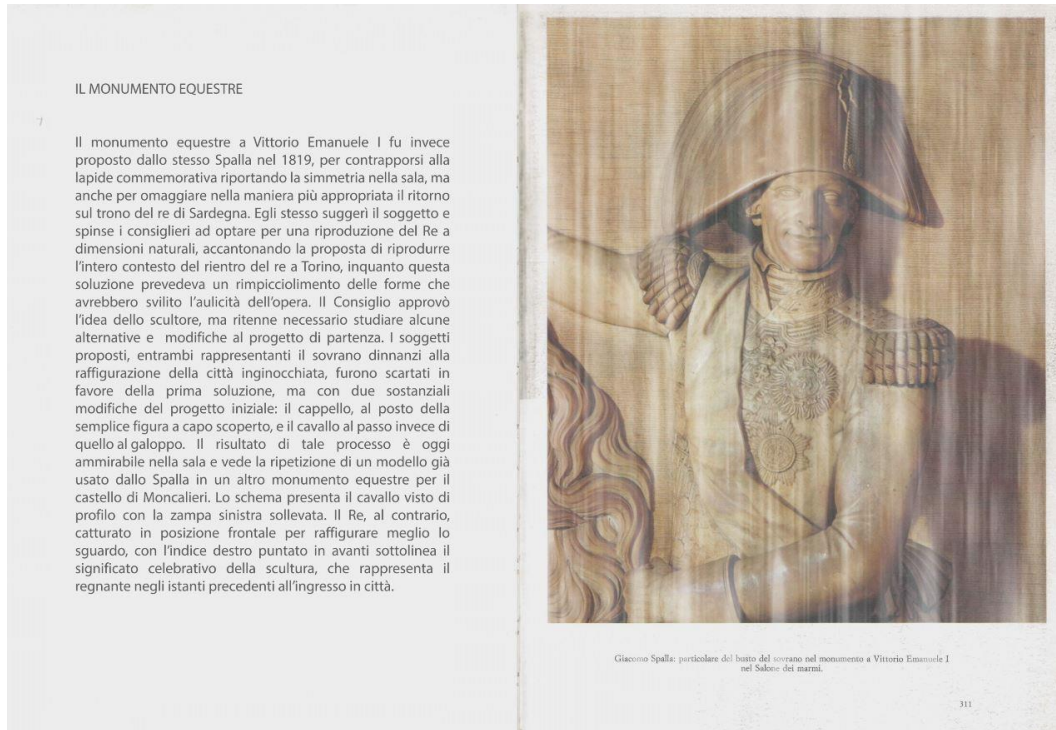 IL MONUMENTO EQUESTRE
Il monumento equestre a Vittorio Emanuele I fu invece
proposto dallo stesso Spalla nel 1819, per contrapporsi alla
lapide commemorativa riportando la simmetria nella sala, ma
anche per omaggiare nella maniera più appropriata il ritorno
sul trono del re di Sardegna. Egli stesso suggerì il soggetto e
spinse i consiglieri ad optare per una riproduzione del Re a
dimensioni naturali, accantonando la proposta di riprodurre
l'intero contesto del rientro del re a Torino, inquanto questa
soluzione prevedeva un rimpicciolimento delle forme che
avrebbero svilito l'aulicità dell'opera. Il Consiglio approvò
l'idea dello scultore, ma ritenne necessario studiare alcune
alternative e modifiche al progetto di partenza. I soggetti
proposti, entrambi rappresentanti il sovrano dinnanzi alla
raffigurazione della città inginocchiata, furono scartati in
favore della prima soluzione, ma con due sostanziali
modifiche del progetto iniziale: il cappello, al posto della
semplice figura a capo scoperto, e il cavallo al passo invece di
quello al galoppo. Il risultato di tale processo è oggi
ammirabile nella sala e vede la ripetizione di un modello già
usato dallo Spalla in un altro monumento equestre per il
castello di Moncalieri. Lo schema presenta il cavallo visto di
profilo con la zampa sinistra sollevata. Il Re, al contrario,
catturato in posizione frontale per raffigurare meglio lo
sguardo, con l'indice destro puntato in avanti sottolinea il
significato celebrativo della scultura, che rappresenta il
regnante negli istanti precedenti all'ingresso in città.
Giacomo Spalla: particolare del busto del sovrano nel monumento a Vittorio Emanuele I
nel Salone dei marmi.
311